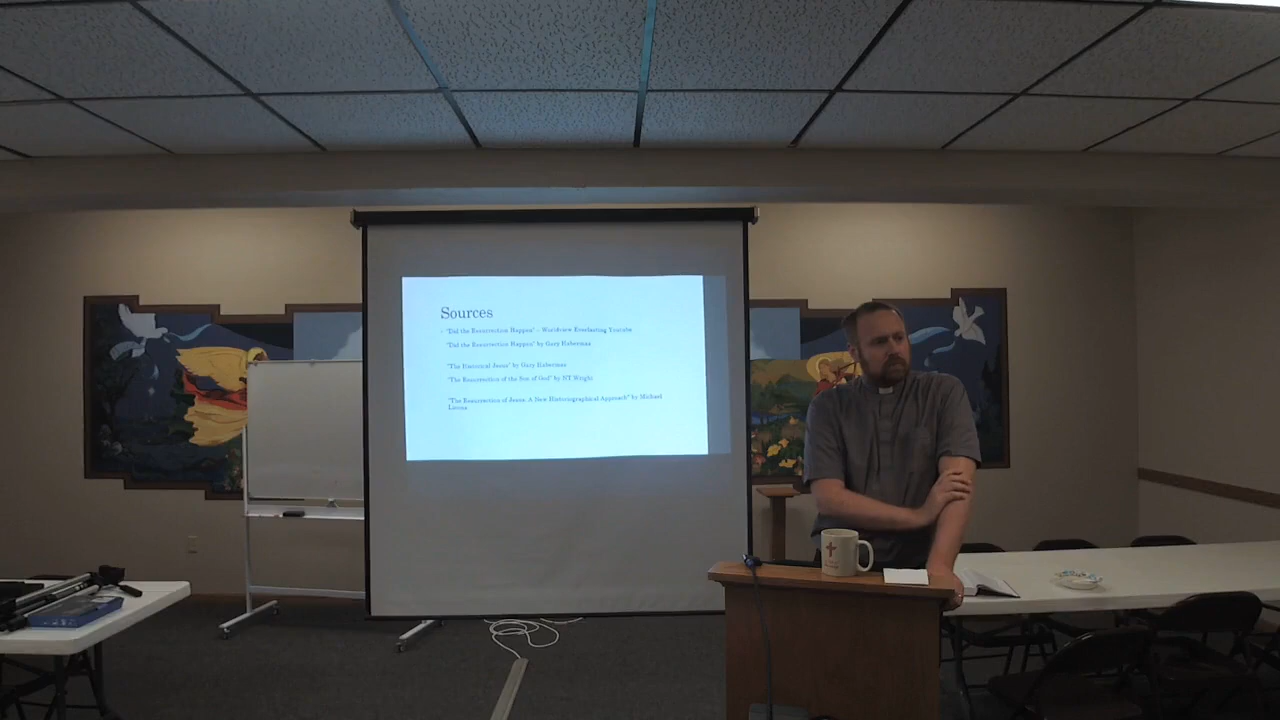 Sources
- "Did the Resurrection Happen" – Worldview Everlasting Youtube
"Did the Resurrection Happen" by Gary Habermas
"The Historical Jesus" by Gary Habermas
"The Resurrection of the Son of God" by NT Wright
"The Resurrection of Jesus: A New Historiographical Approach" by Michael
Licona